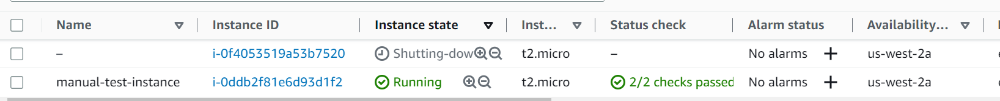 Name Instance ID Instance state Inst... Status check Alarm status Availability...
– i-0f4053519a53b7520 Shutting-dow t2.micro – No alarms + us-west-2a
manual-test-instance i-0ddb2f81e6d93d1f2 Running t2.micro 2/2 checks passed No alarms + us-west-2a